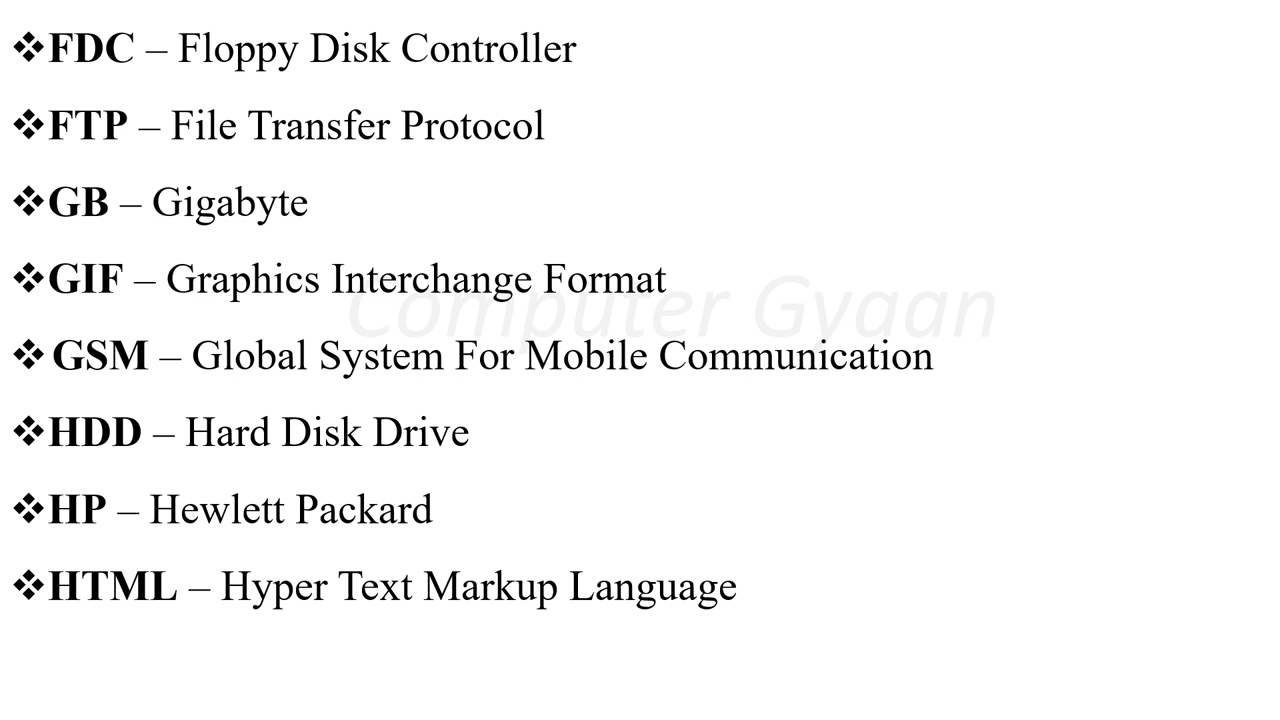 ❖FDC – Floppy Disk Controller
❖FTP – File Transfer Protocol
❖GB – Gigabyte
❖GIF – Graphics Interchange Format
Computer Gyaan
❖GSM – Global System For Mobile Communication
❖HDD – Hard Disk Drive
❖HP – Hewlett Packard
❖HTML – Hyper Text Markup Language